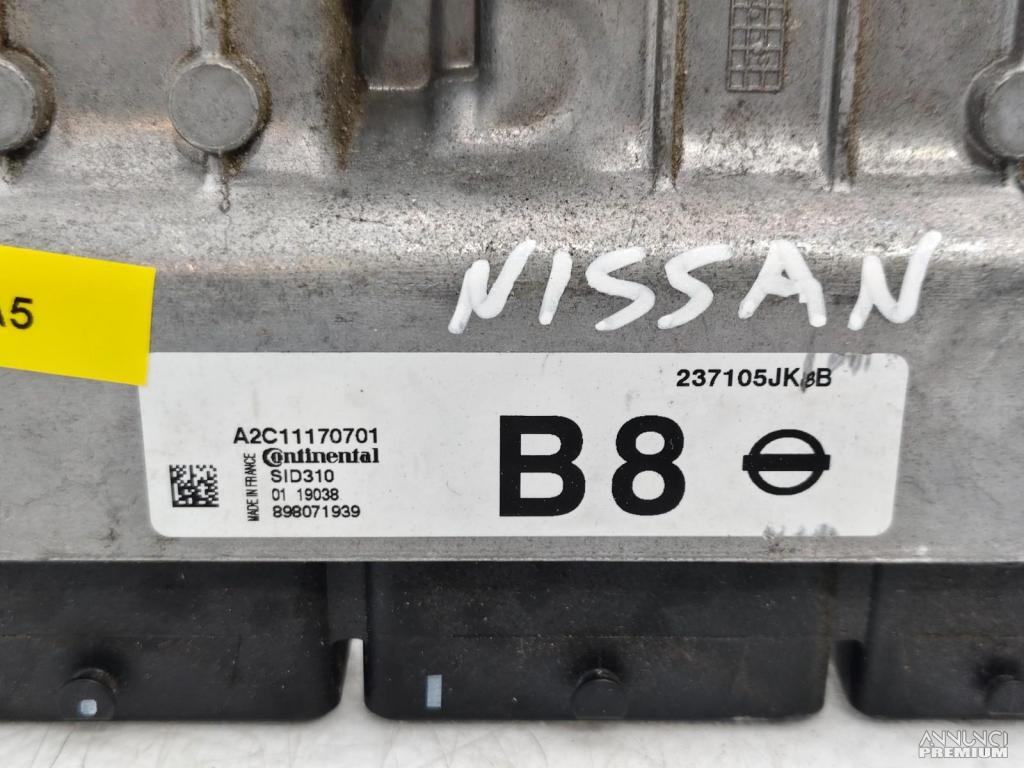 NISSAN
A5
237105JK8B
A2C11170701
Continental
B8
MADE IN FRANCE
SID310
01 19038
898071939
ANNUNCI
PREMIUM